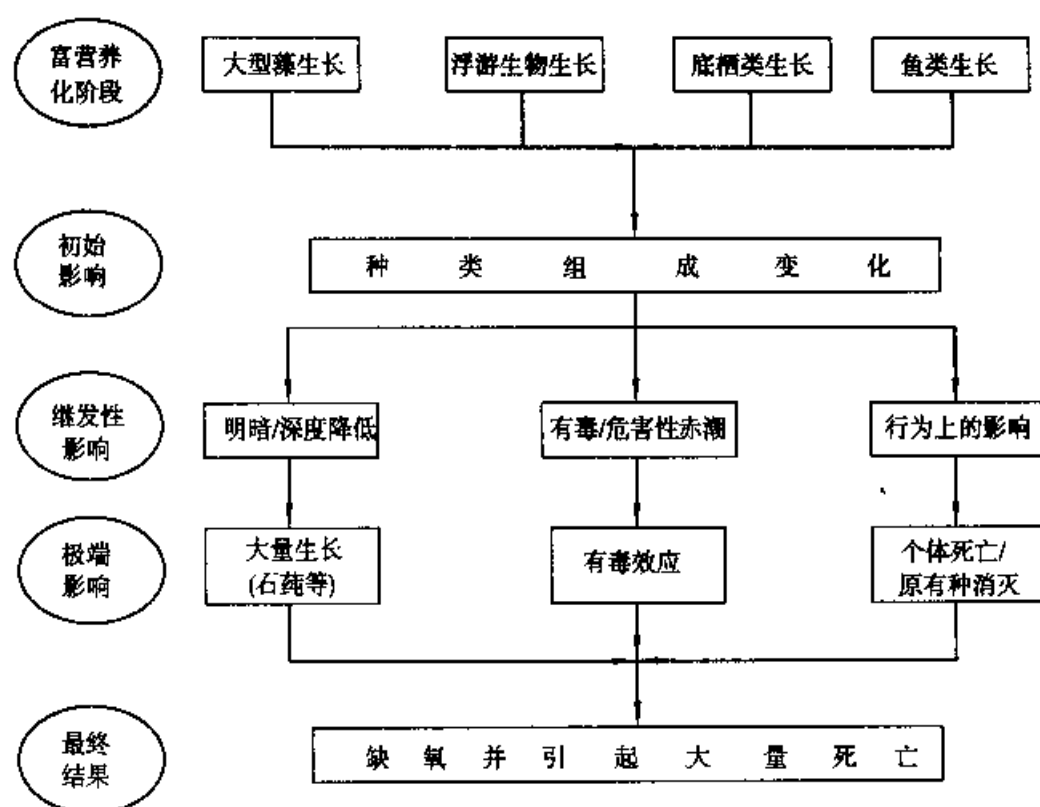 富营养
化阶段
大型藻生长
浮游生物生长
底栖类生长
鱼类生长
初始
影响
种类组成变化
继发性
影响
明暗/深度降低
有毒/危害性赤潮
行为上的影响
极端
影响
大量生长
(石莼等)
有毒效应
个体死亡/
原有种消灭
最终
结果
缺氧并引起大量死亡